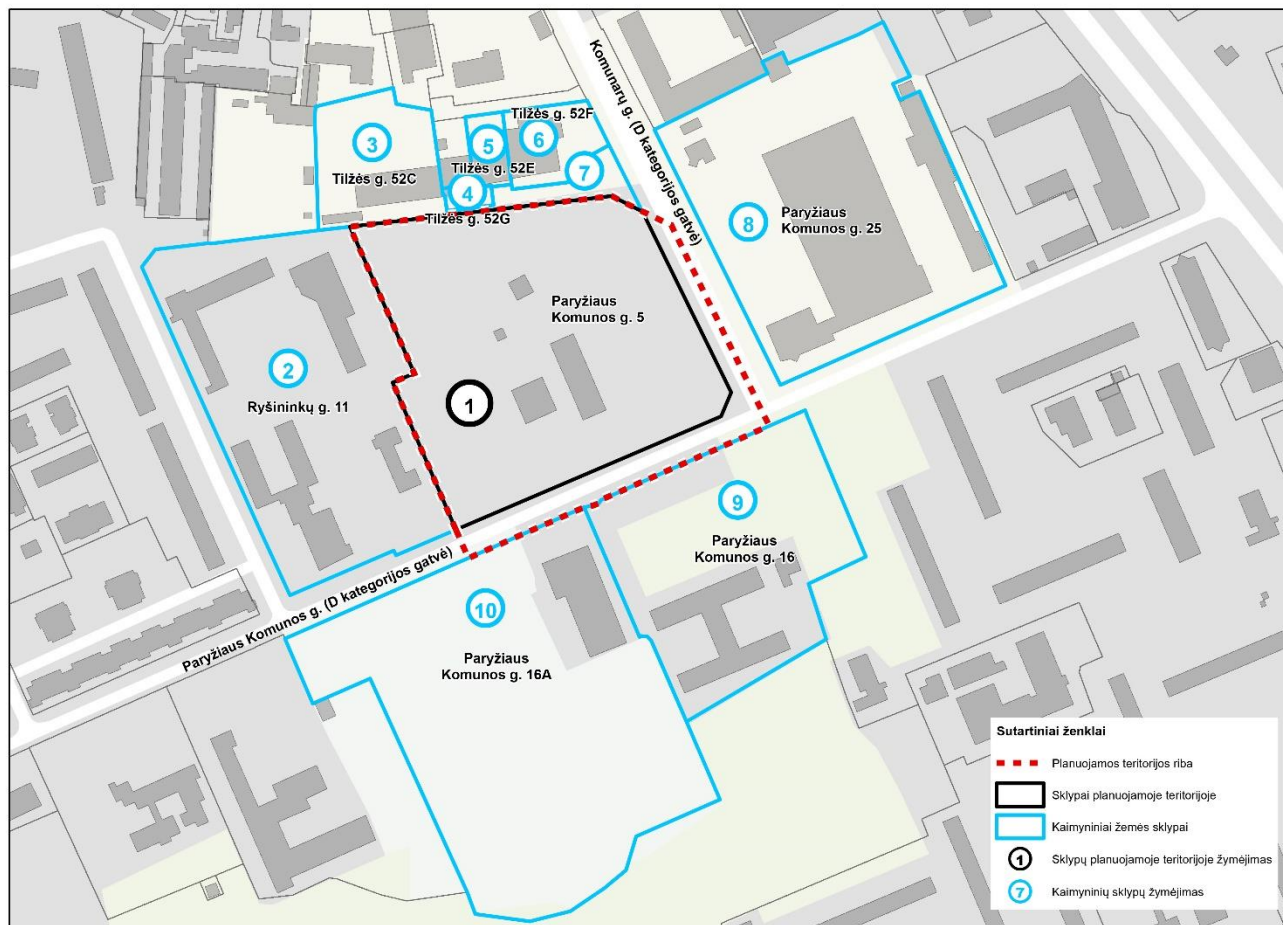 Komunarų g. (D kategorijos gatvė)
Tilžės g. 52F
3
5
6
Tilžės g. 52C
Tilžės g. 52E
7
4
Tilžės g. 52G
8
Paryžiaus
Komunos g. 25
Paryžiaus
Komunos g. 5
2
Ryšininkų g. 11
1
9
Paryžiaus
Komunos g. 16
Paryžiaus Komunos g. (D kategorijos gatvė)
10
Paryžiaus
Komunos g. 16A
Sutartiniai ženklai
Planuojamos teritorijos riba
Sklypai planuojamoje teritorijoje
Kaimyniniai žemės sklypai
1
Sklypų planuojamoje teritorijoje žymėjimas
7
Kaimyninių sklypų žymėjimas